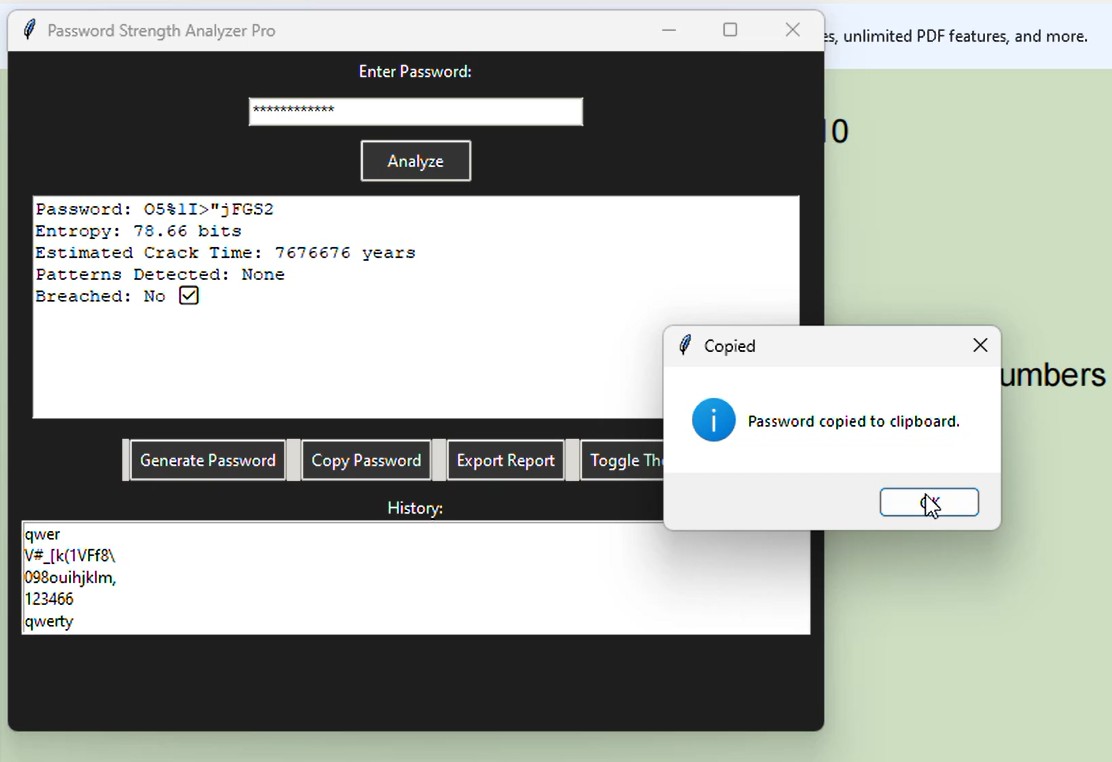 Password Strength Analyzer Pro
es, unlimited PDF features, and more.
Enter Password:
************
10
Analyze
Password: O5%lI>"jFGS2
Entropy: 78.66 bits
Estimated Crack Time: 7676676 years
Patterns Detected: None
Breached: No ☑
Copied
umbers
Password copied to clipboard.
Generate Password
Copy Password
Export Report
Toggle The
OK
History:
qwer
V#_[k(1VFf8\
098ouihjklm,
123466
qwerty